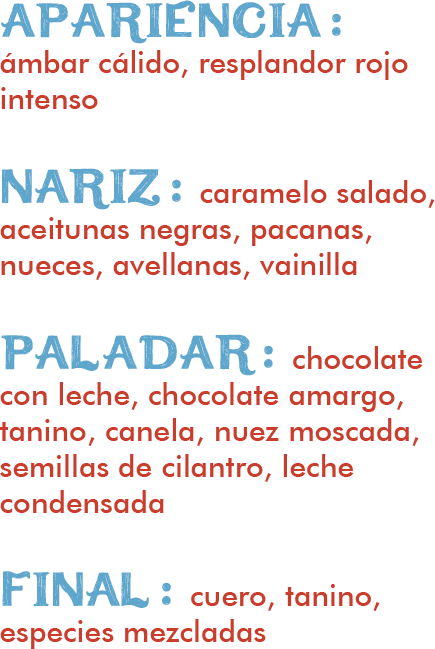 APARIENCIA:
ámbar cálido, resplandor rojo
intenso
NARIZ: caramelo salado,
aceitunas negras, pacanas,
nueces, avellanas, vainilla
PALADAR: chocolate
con leche, chocolate amargo,
tanino, canela, nuez moscada,
semillas de cilantro, leche
condensada
FINAL: cuero, tanino,
especies mezcladas